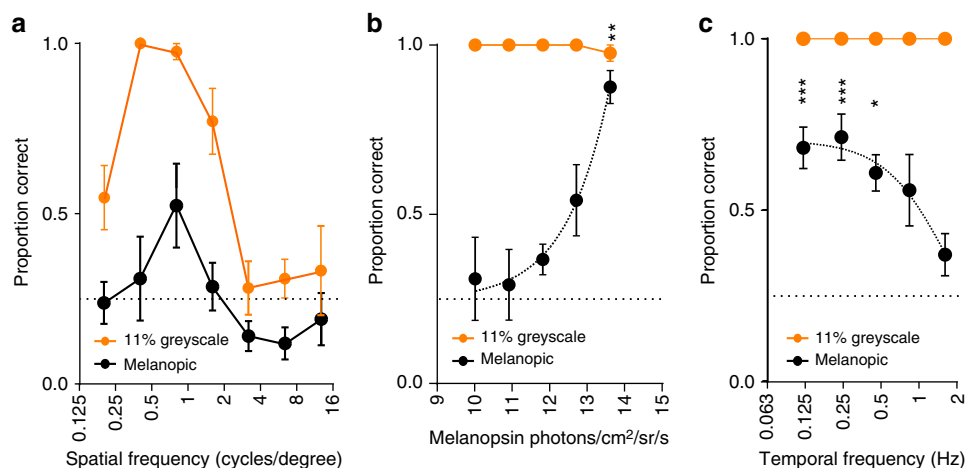 a
Proportion correct
1.0
0.5
0.0
11% greyscale
Melanopic
0.125
0.25
0.5
1
2
4
8
16
Spatial frequency (cycles/degree)
b
Proportion correct
1.0
0.5
0.0
**
11% greyscale
Melanopic
9
10
11
12
13
14
15
Melanopsin photons/cm²/sr/s
c
Proportion correct
1.0
0.5
0.0
***
***
*
11% greyscale
Melanopic
0.063
0.125
0.25
0.5
1
2
Temporal frequency (Hz)